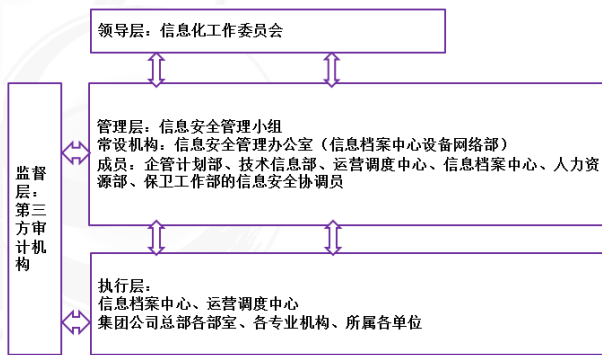 领导层：信息化工作委员会
管理层：信息安全管理小组
常设机构：信息安全管理办公室（信息档案中心设备网络部）
成员：企管计划部、技术信息部、运营调度中心、信息档案中心、人力资
源部、保卫工作部的信息安全协调员
监督
层：
第三
方审
计机
构
执行层：
信息档案中心、运营调度中心
集团公司总部各部室、各专业机构、所属各单位